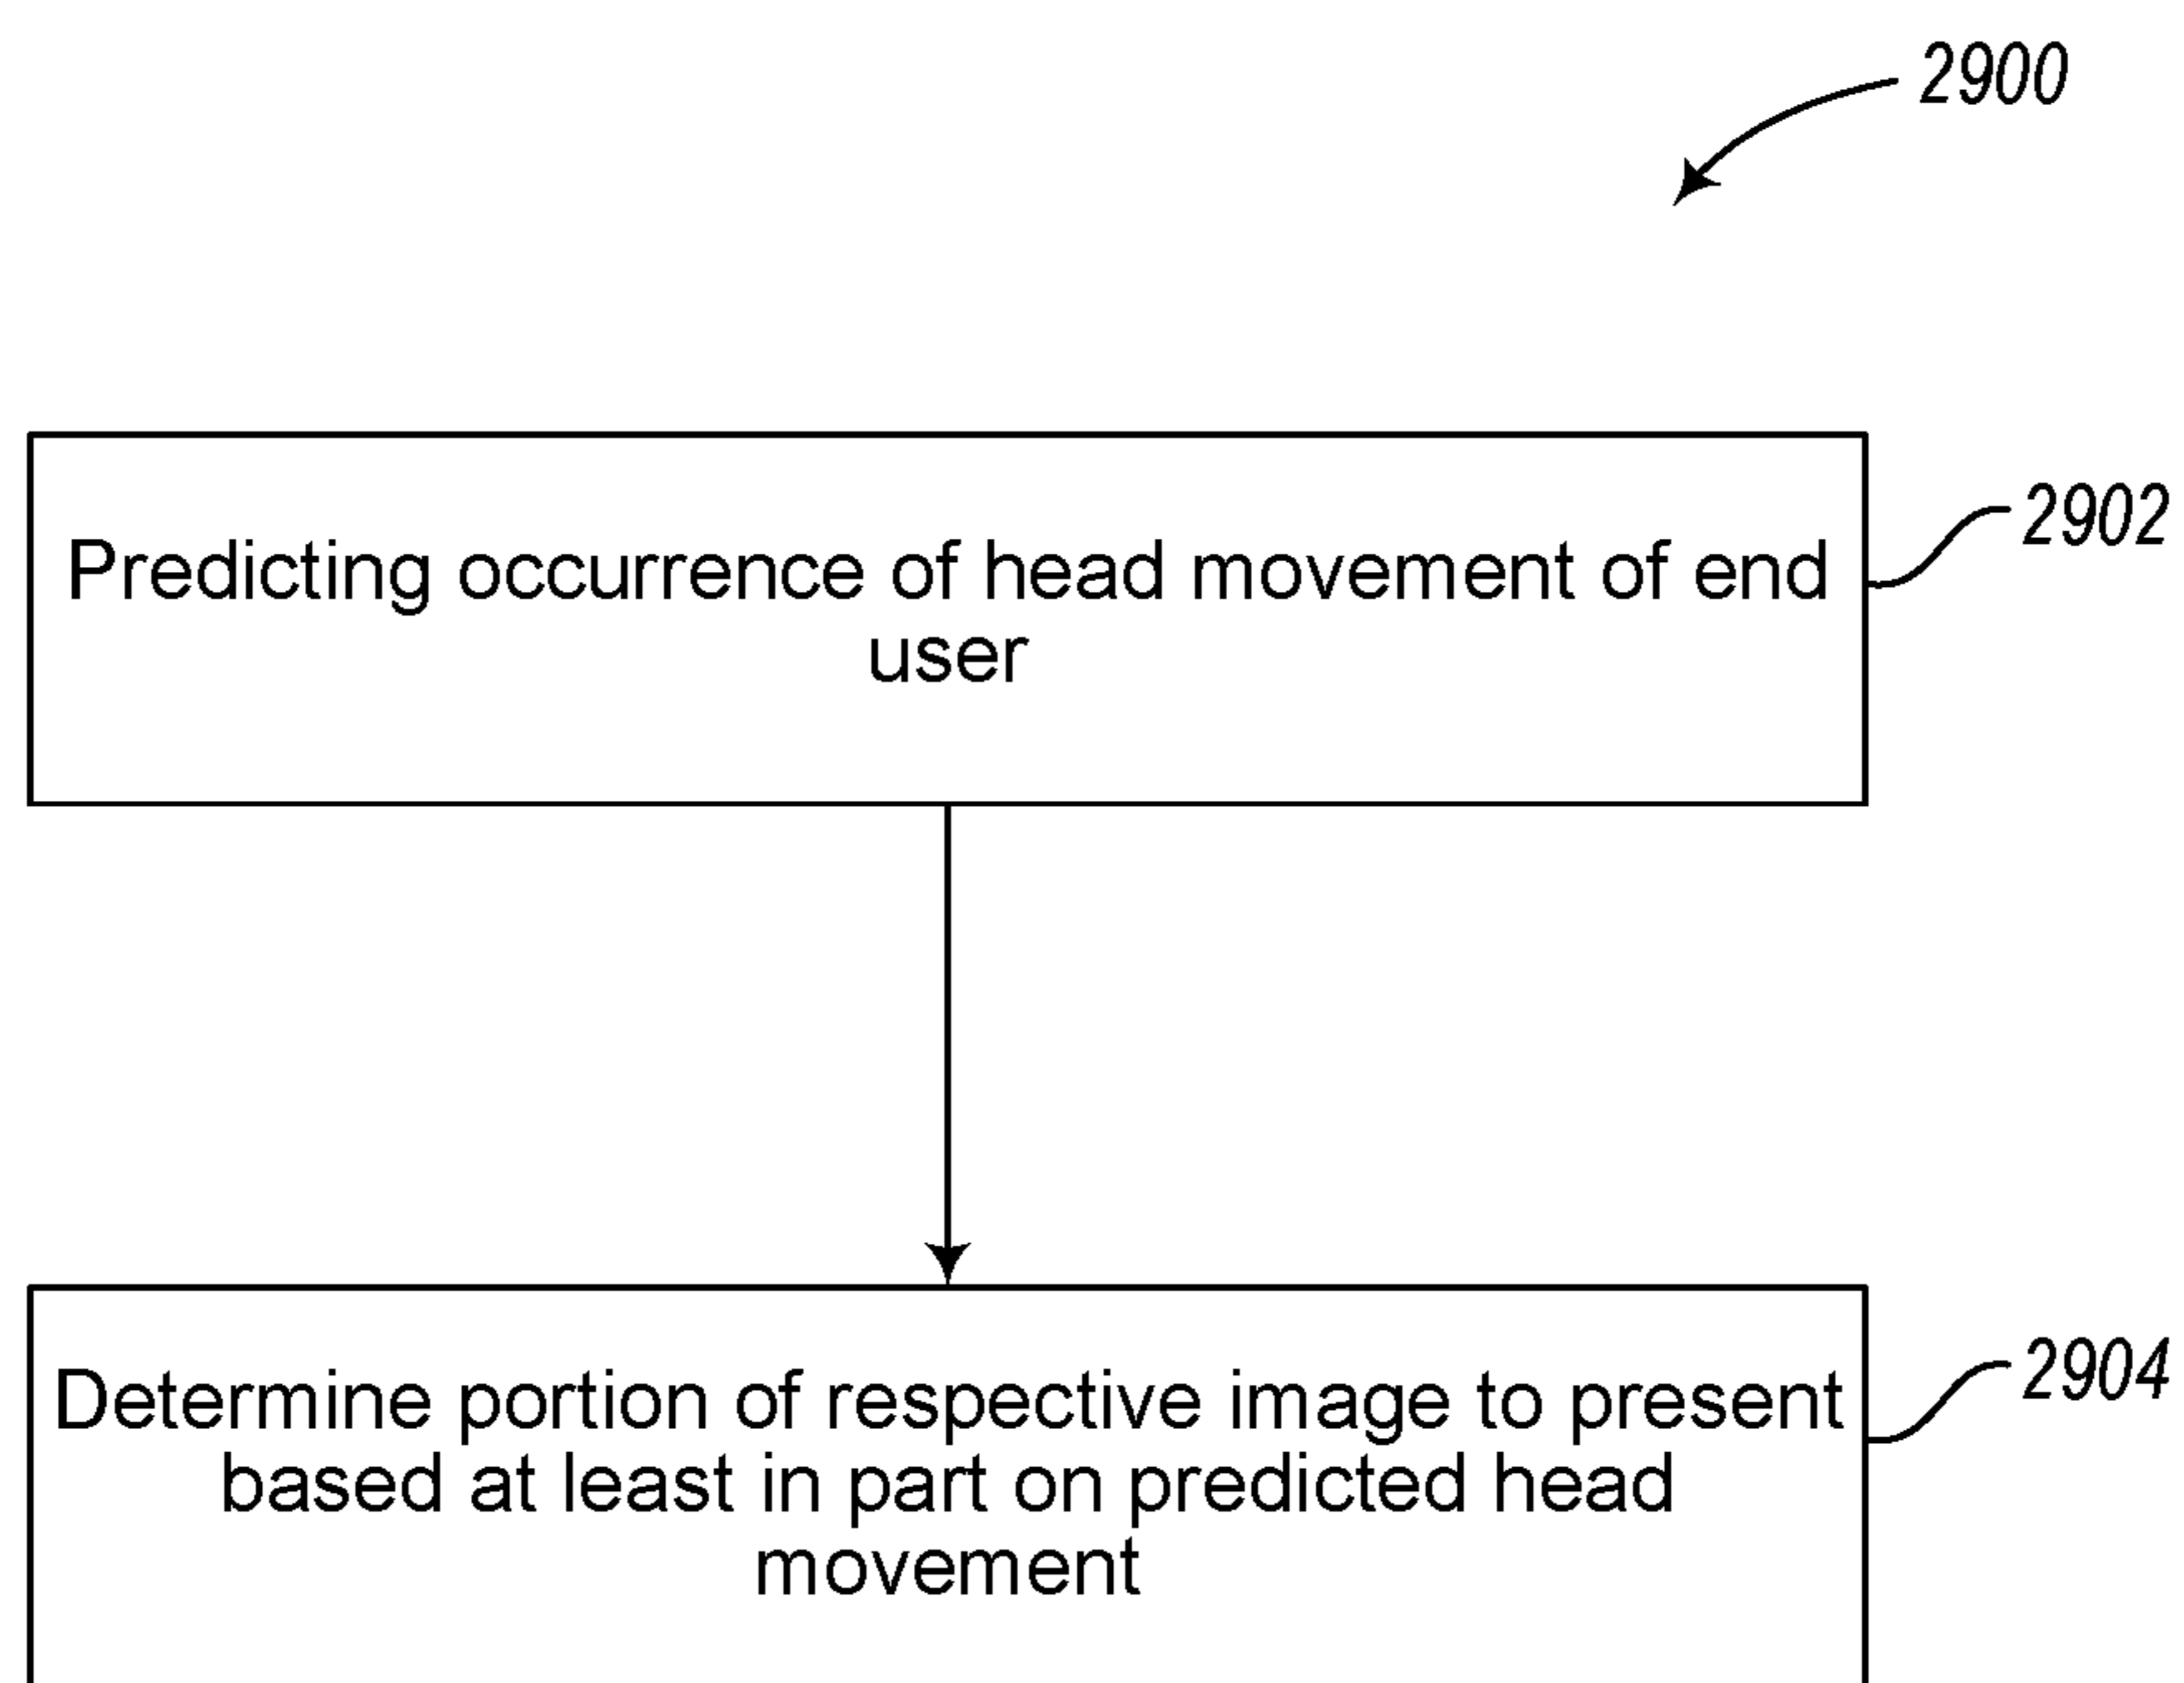 2900
Predicting occurrence of head movement of end
user
2902
Determine portion of respective image to present
based at least in part on predicted head
movement
2904